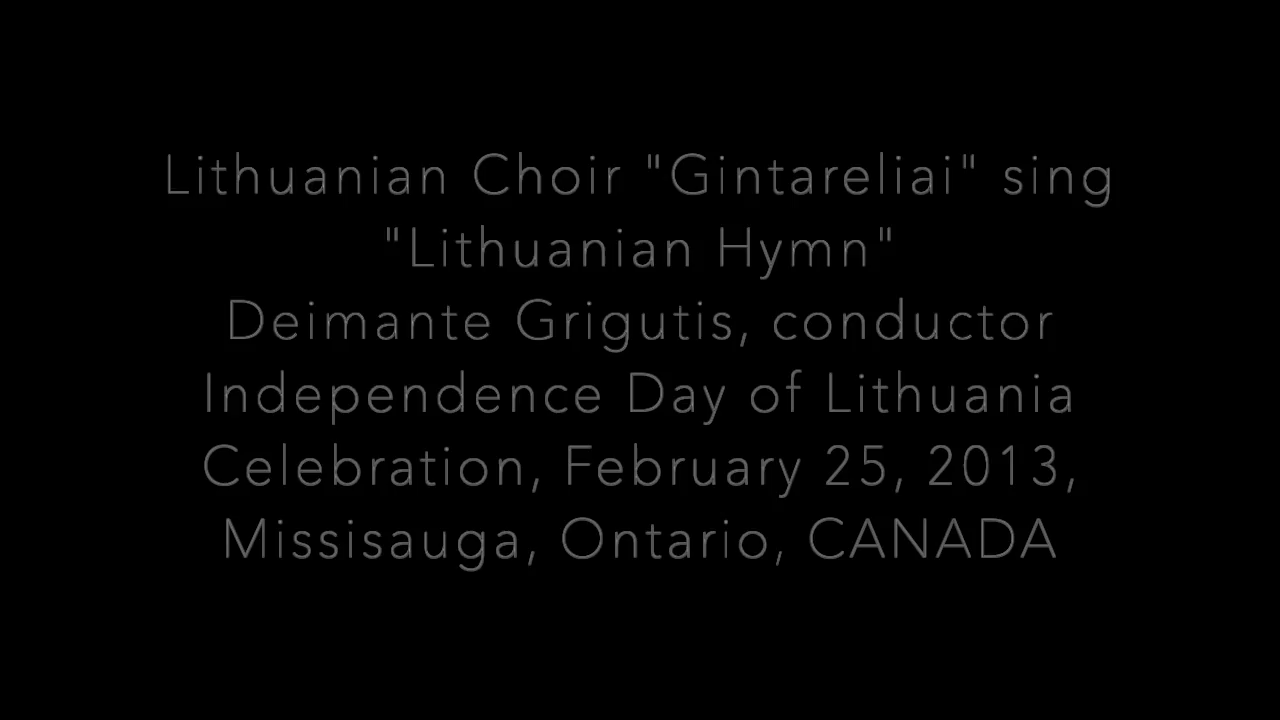 Lithuanian Choir "Gintareliai" sing
"Lithuanian Hymn"
Deimante Grigutis, conductor
Independence Day of Lithuania
Celebration, February 25, 2013,
Missisauga, Ontario, CANADA